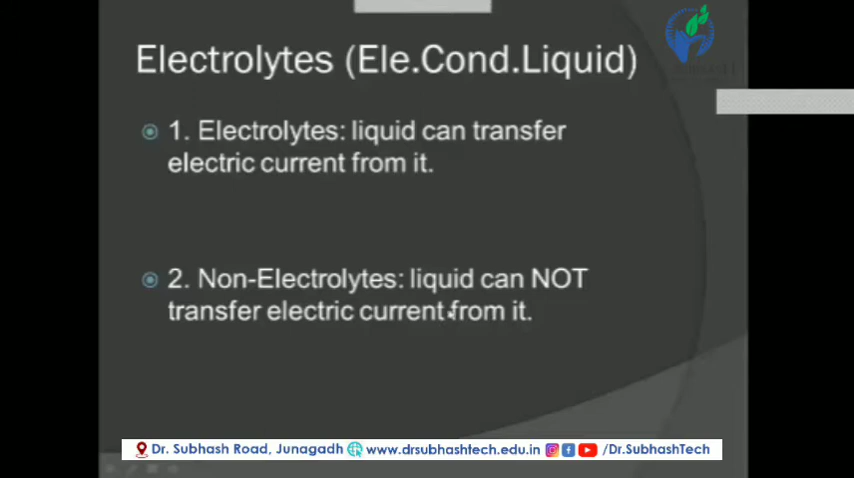 Electrolytes (Ele.Cond.Liquid)
1. Electrolytes: liquid can transfer
electric current from it.
2. Non-Electrolytes: liquid can NOT
transfer electric current from it.
Dr. Subhash Road, Junagadh www.drsubhashtech.edu.in /Dr.SubhashTech